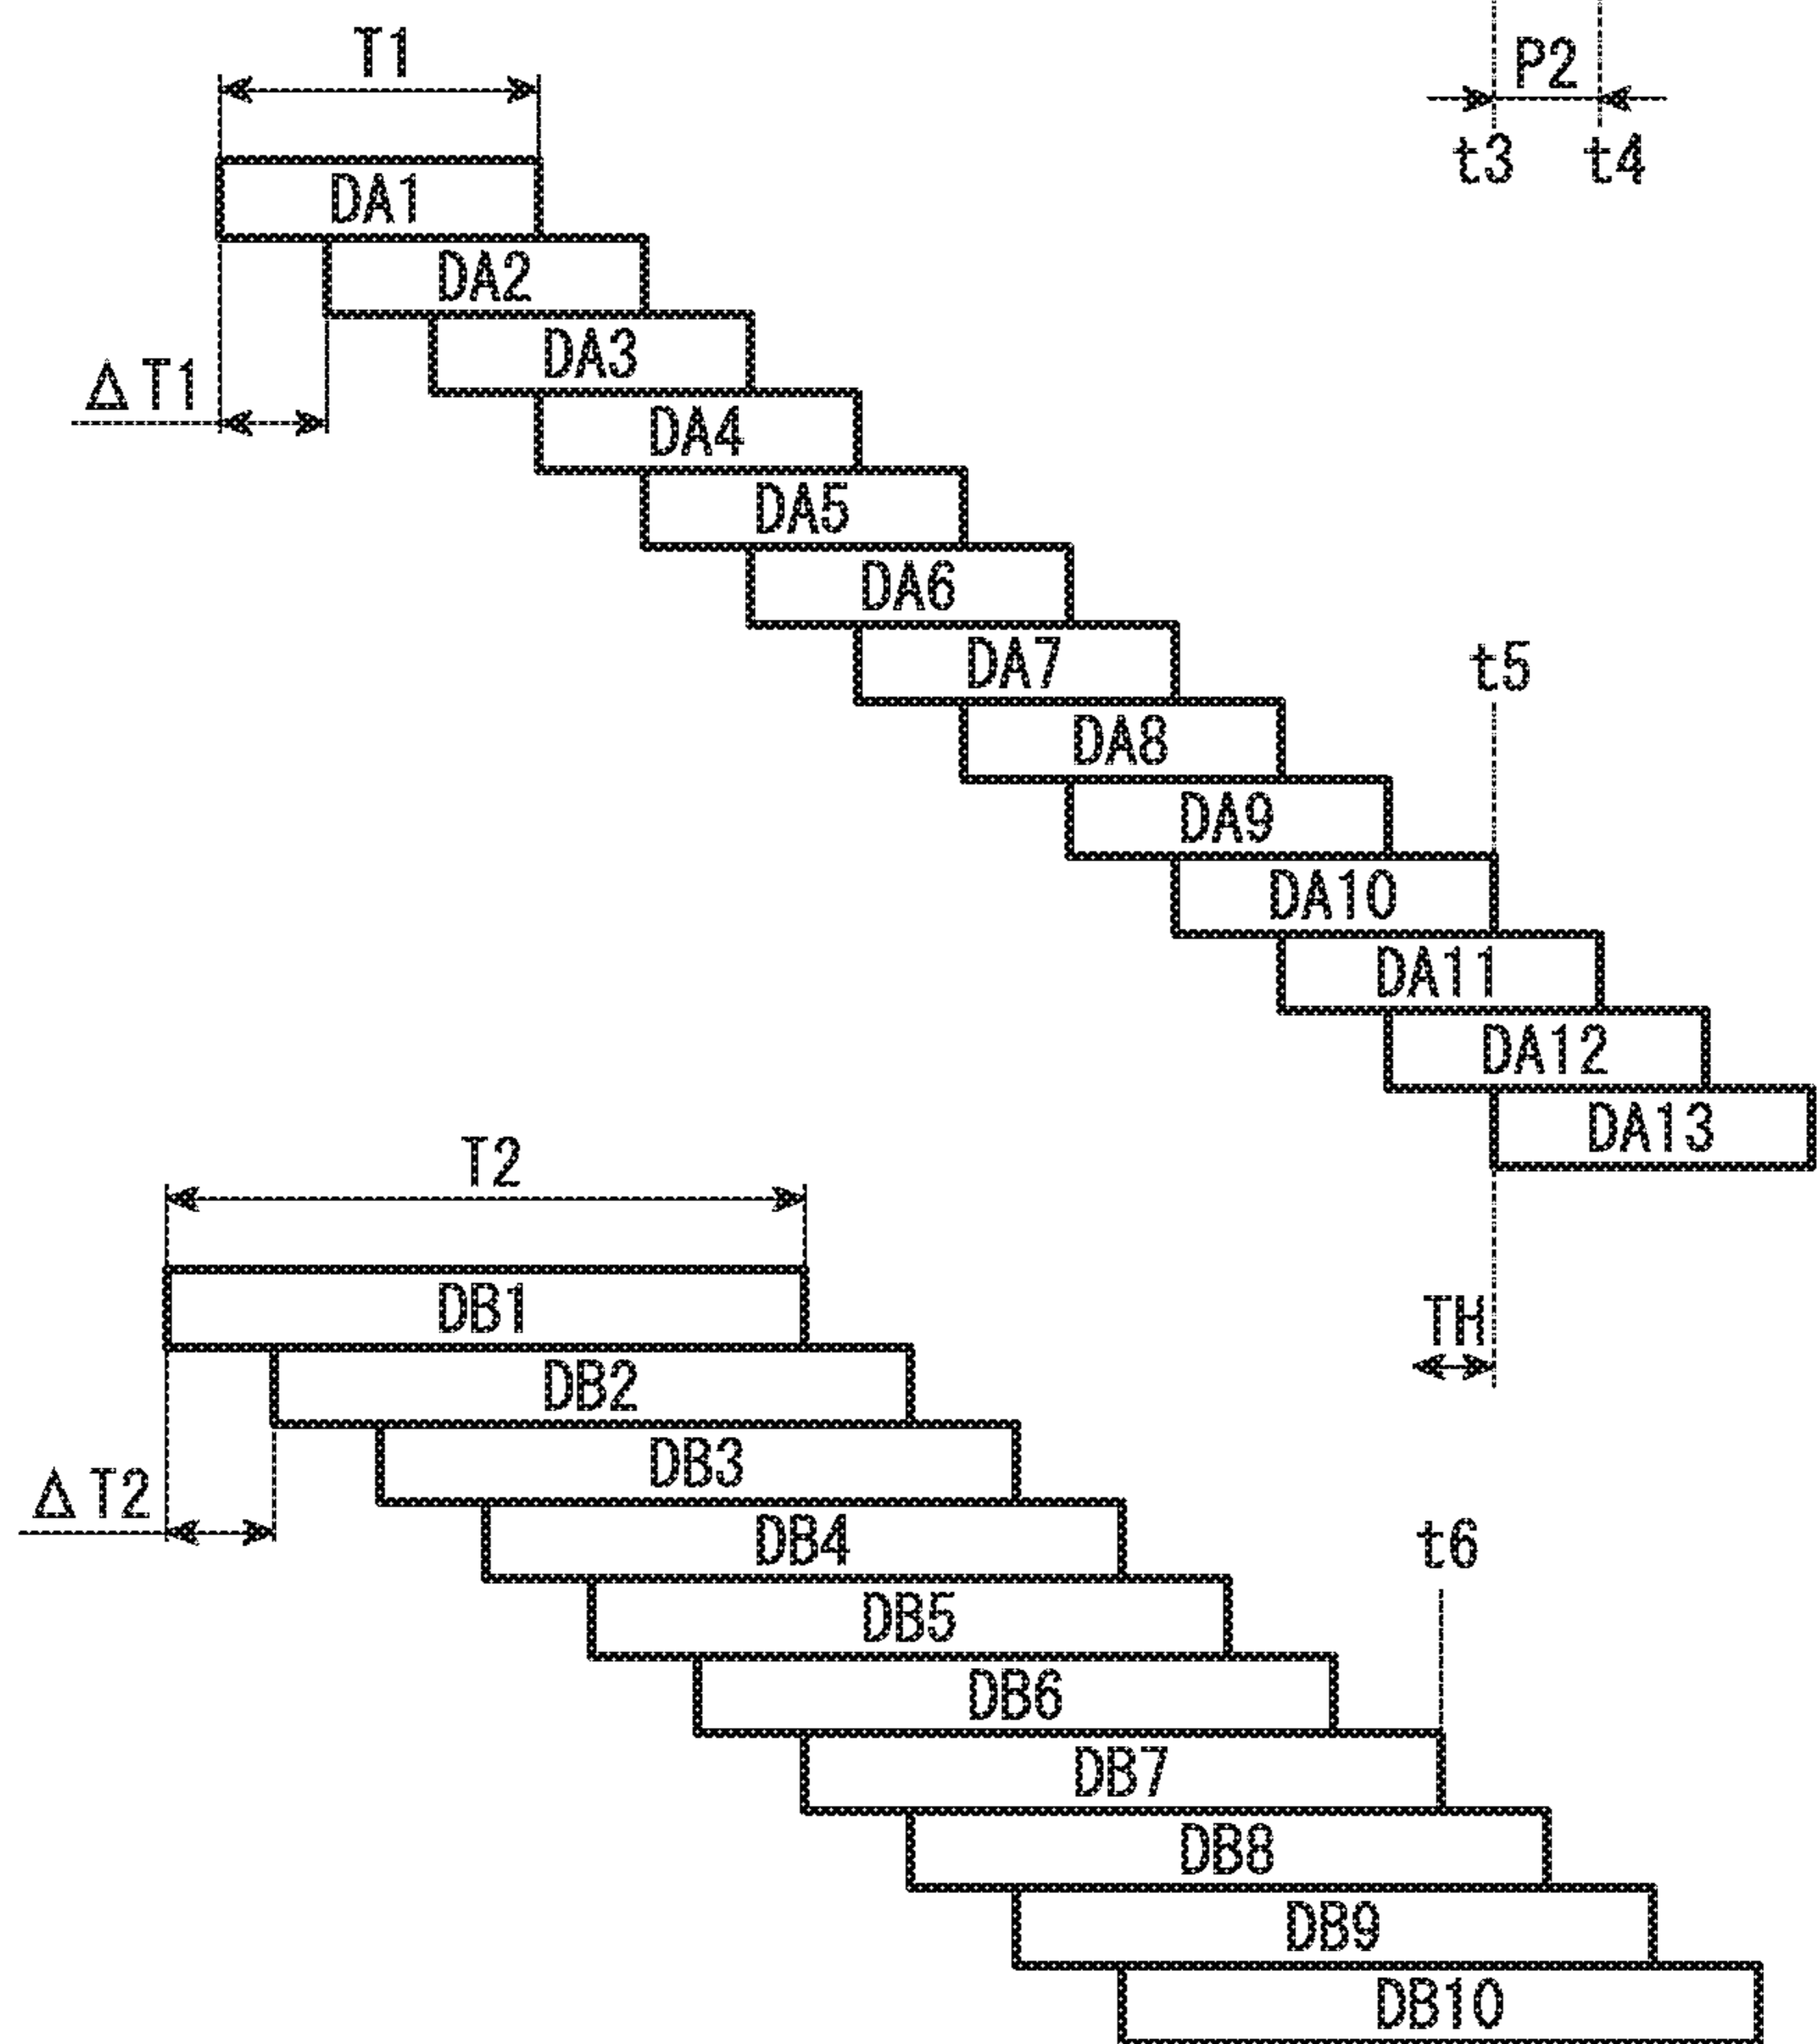 T1
P2
t3 t4
DA1
DA2
DA3
ΔT1
DA4
DA5
DA6
DA7
t5
DA8
DA9
DA10
DA11
DA12
DA13
T2
DB1
TH
DB2
DB3
ΔT2
DB4
t6
DB5
DB6
DB7
DB8
DB9
DB10